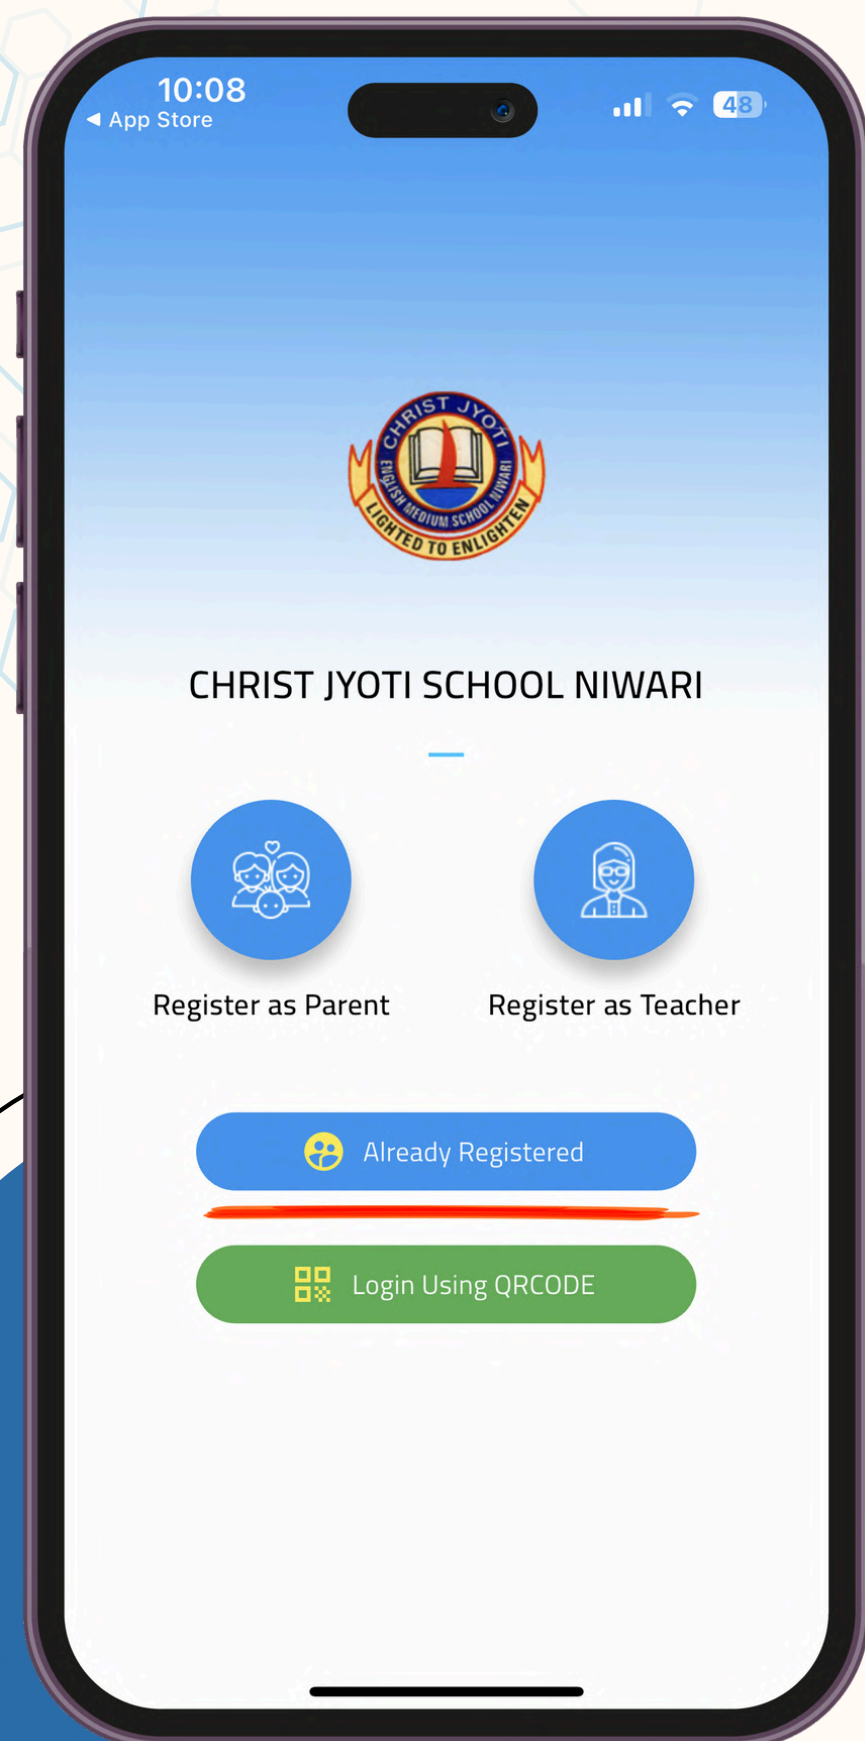 10:08
48
App Store
CHRIST JYOTI
ENGLISH MEDIUM SCHOOL NIWARI
LIGHTED TO ENLIGHTEN
CHRIST JYOTI SCHOOL NIWARI
Register as Parent
Register as Teacher
Already Registered
Login Using QRCODE